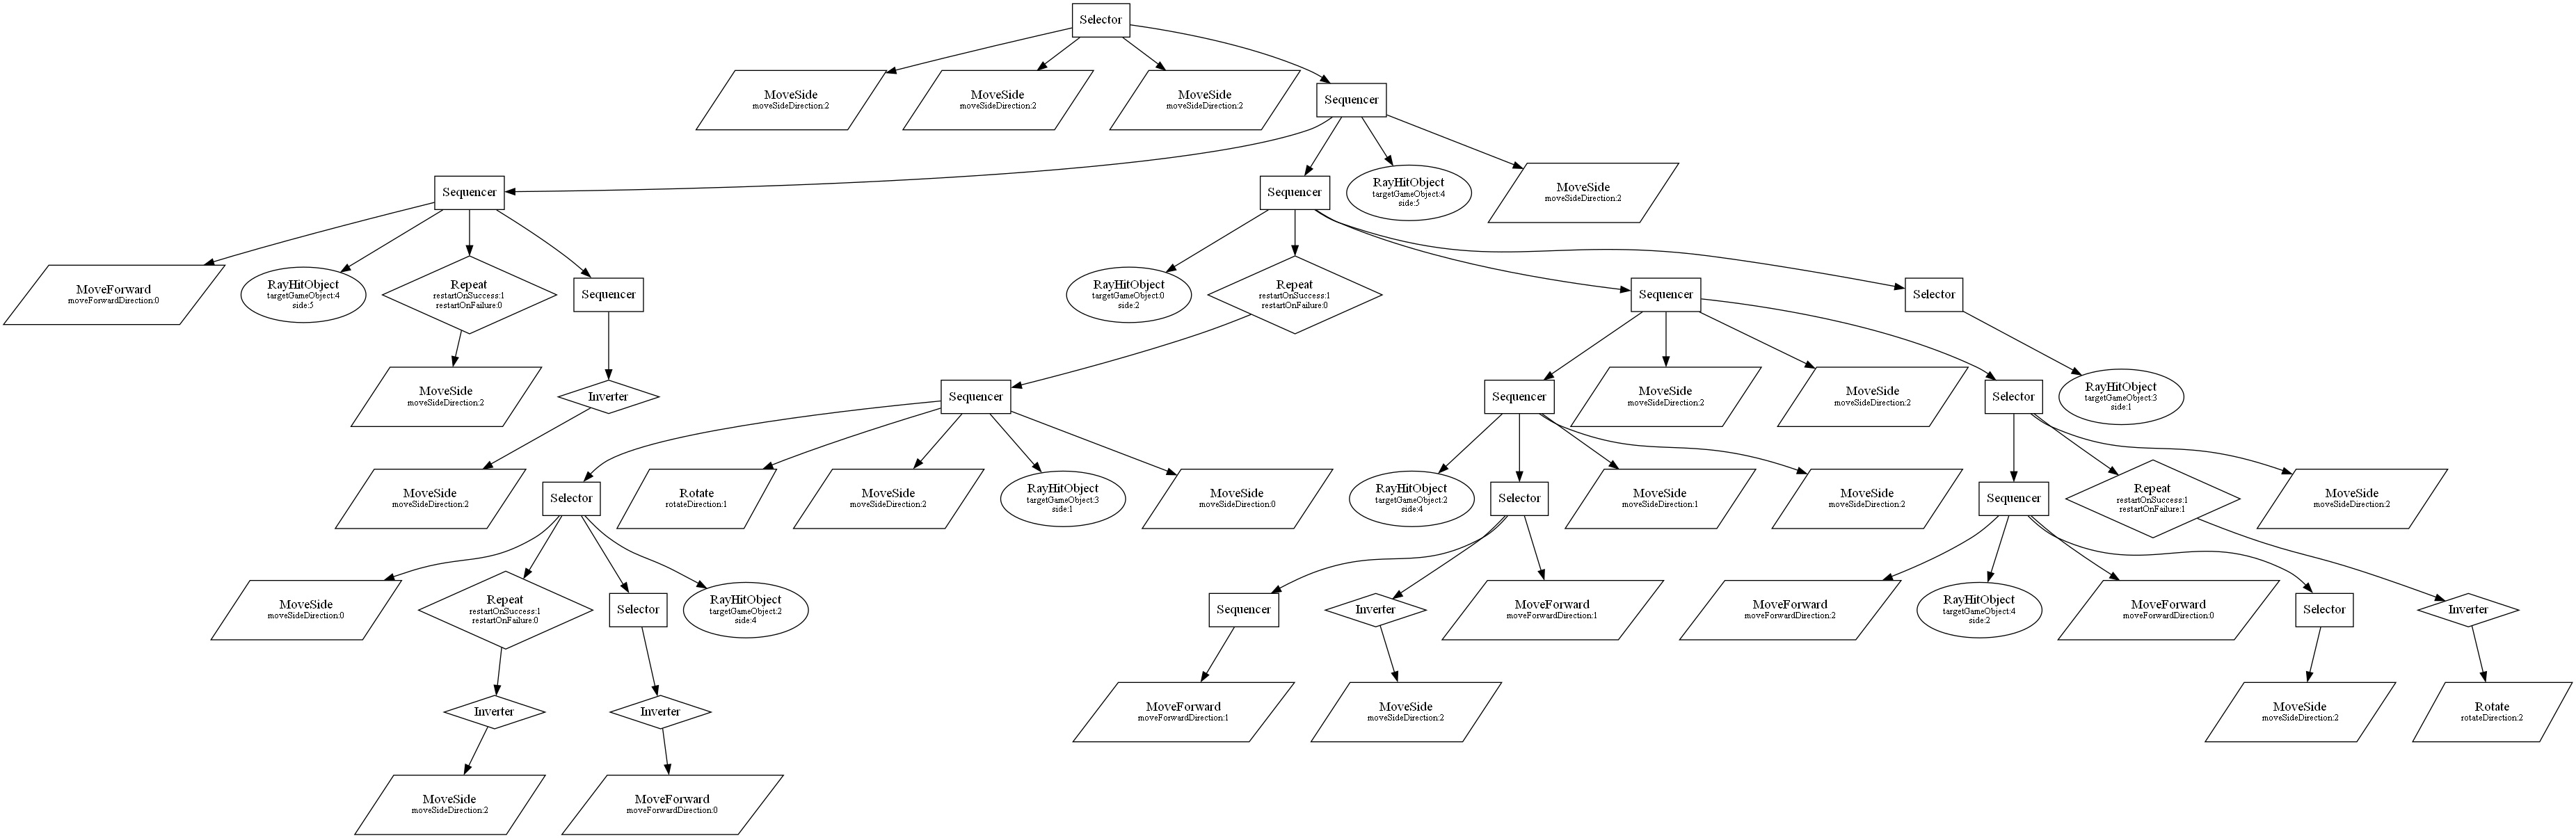 Selector
MoveSide
moveSideDirection:2
MoveSide
moveSideDirection:2
MoveSide
moveSideDirection:2
Sequencer
Sequencer
Sequencer
RayHitObject
targetGameObject:4
side:5
MoveSide
moveSideDirection:2
MoveForward
moveForwardDirection:0
RayHitObject
targetGameObject:4
side:5
Repeat
restartOnSuccess:1
restartOnFailure:0
Sequencer
RayHitObject
targetGameObject:0
side:2
Repeat
restartOnSuccess:1
restartOnFailure:0
Sequencer
Selector
MoveSide
moveSideDirection:2
Inverter
Sequencer
Sequencer
MoveSide
moveSideDirection:2
MoveSide
moveSideDirection:2
Selector
RayHitObject
targetGameObject:3
side:1
MoveSide
moveSideDirection:2
Selector
Rotate
rotateDirection:1
MoveSide
moveSideDirection:2
RayHitObject
targetGameObject:3
side:1
MoveSide
moveSideDirection:0
RayHitObject
targetGameObject:2
side:4
Selector
MoveSide
moveSideDirection:1
MoveSide
moveSideDirection:2
Sequencer
Repeat
restartOnSuccess:1
restartOnFailure:1
MoveSide
moveSideDirection:2
MoveSide
moveSideDirection:0
Repeat
restartOnSuccess:1
restartOnFailure:0
Selector
RayHitObject
targetGameObject:2
side:4
Sequencer
Inverter
MoveForward
moveForwardDirection:1
MoveForward
moveForwardDirection:2
RayHitObject
targetGameObject:4
side:2
MoveForward
moveForwardDirection:0
Selector
Inverter
Inverter
Inverter
MoveForward
moveForwardDirection:1
MoveSide
moveSideDirection:2
MoveSide
moveSideDirection:2
Rotate
rotateDirection:2
MoveSide
moveSideDirection:2
MoveForward
moveForwardDirection:0